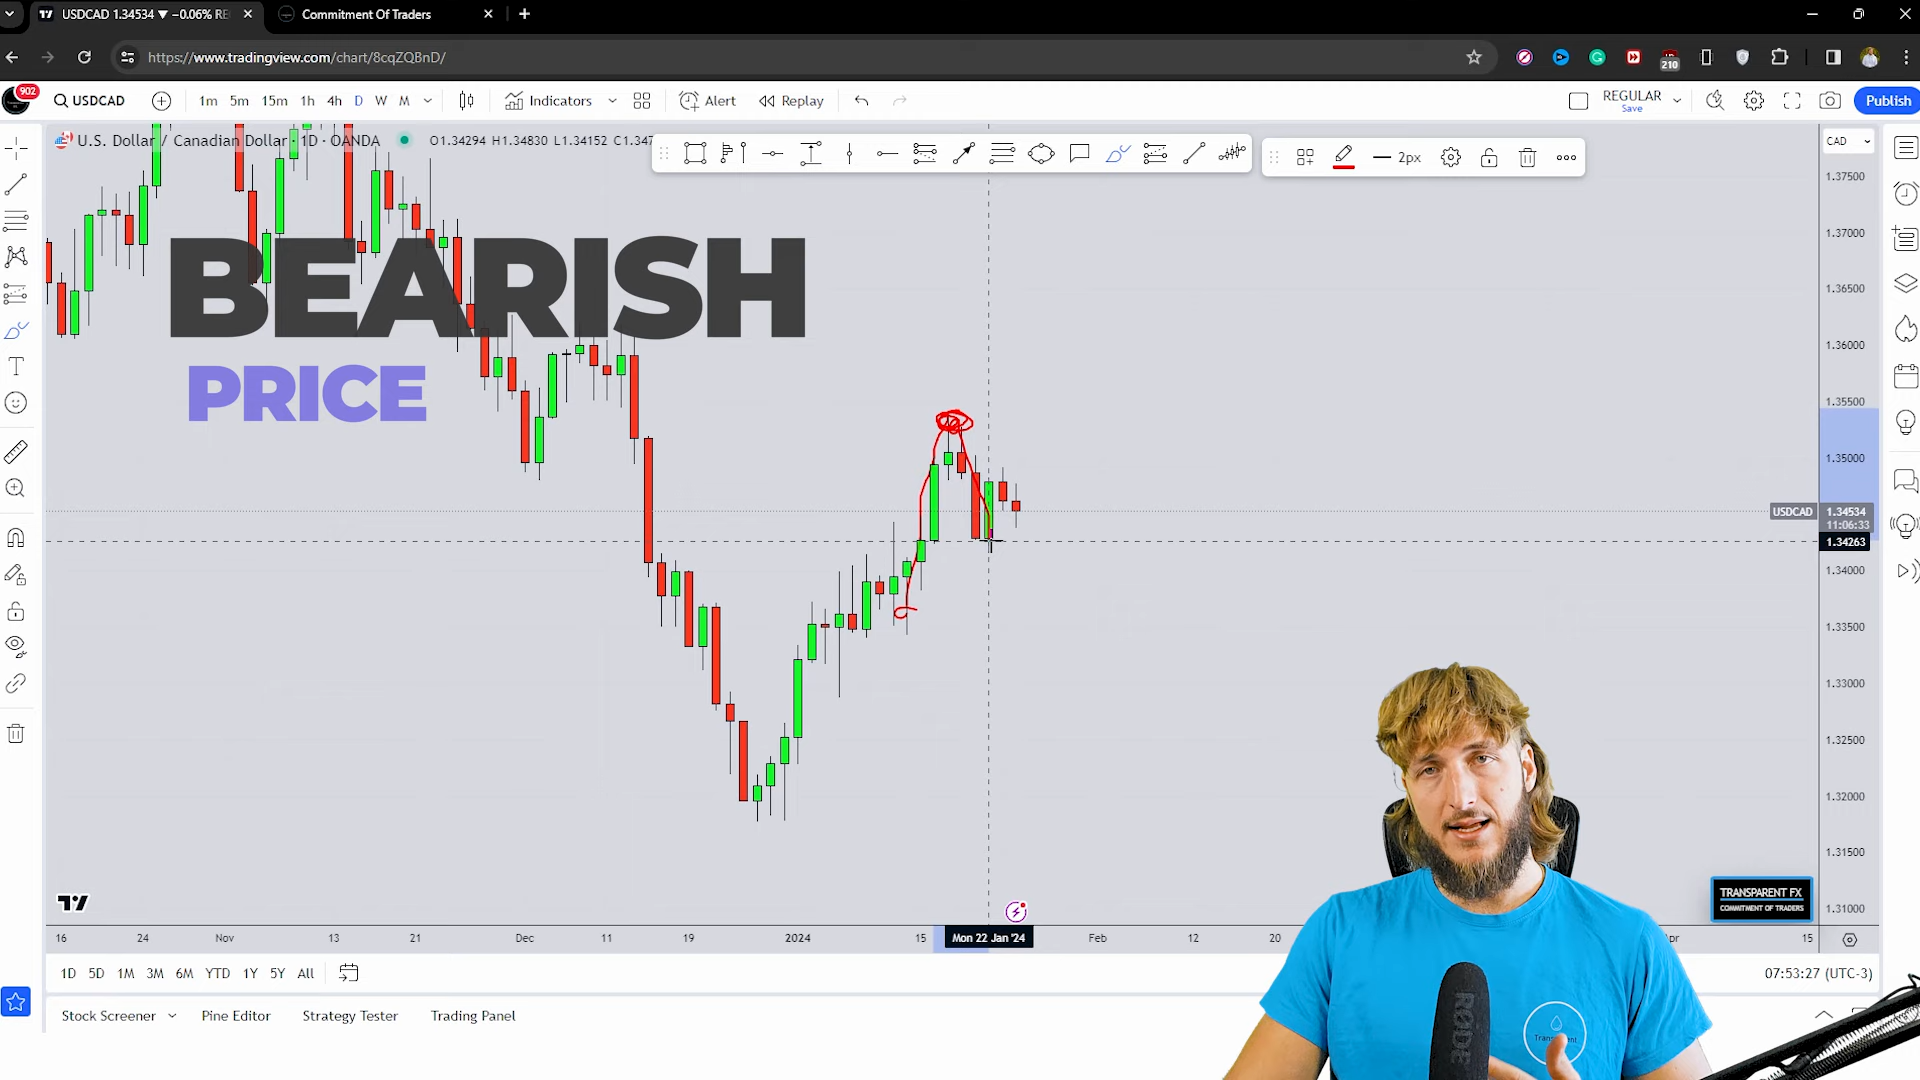 USDCAD 1.34534 ▼ −0.06% RE
Commitment Of Traders
https://www.tradingview.com/chart/8cqZQBnD/
210
902
USDCAD
1m 5m 15m 1h 4h D W M
Indicators
Alert
Replay
REGULAR
Save
Publish
U.S. Dollar / Canadian Dollar · 1D · OANDA
O1.34294 H1.34830 L1.34152 C1.347
2px
CAD
BEARISH
PRICE
1.37500
1.37000
1.36500
1.36000
1.35500
1.35000
USDCAD 1.34534
11:06:33
1.34263
1.34000
1.33500
1.33000
1.32500
1.32000
1.31500
1.31000
TRANSPARENT FX
COMMITMENT OF TRADERS
16 24 Nov 13 21 Dec 11 19 2024 15 Mon 22 Jan '24 Feb 12 20 15
1D 5D 1M 3M 6M YTD 1Y 5Y All
07:53:27 (UTC-3)
Stock Screener Pine Editor Strategy Tester Trading Panel
RODE